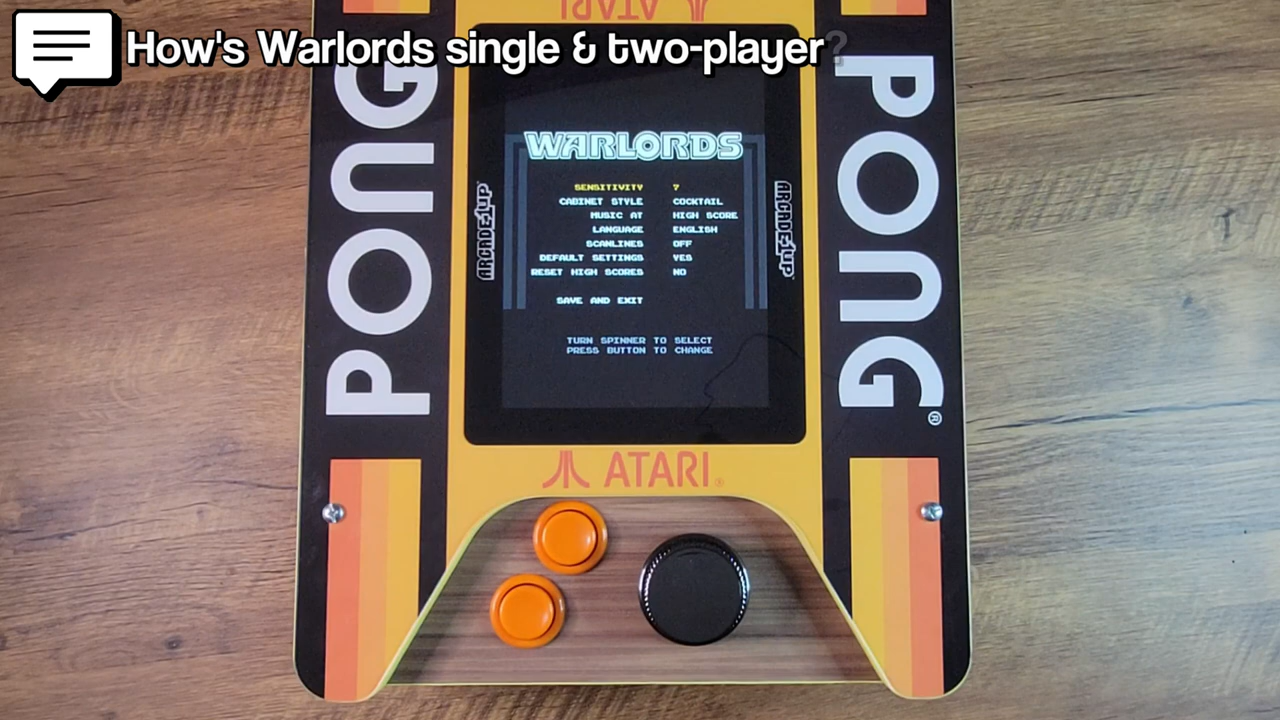 ATARI
How's Warlords single & two-player?
PONG
PONG®
WARLORDS
SENSITIVITY 7
CABINET STYLE COCKTAIL
MUSIC AT HIGH SCORE
LANGUAGE ENGLISH
SCANLINES OFF
DEFAULT SETTINGS YES
RESET HIGH SCORES NO
SAVE AND EXIT
TURN SPINNER TO SELECT
PRESS BUTTON TO CHANGE
ARCADE1UP
ARCADE1UP
ATARI®